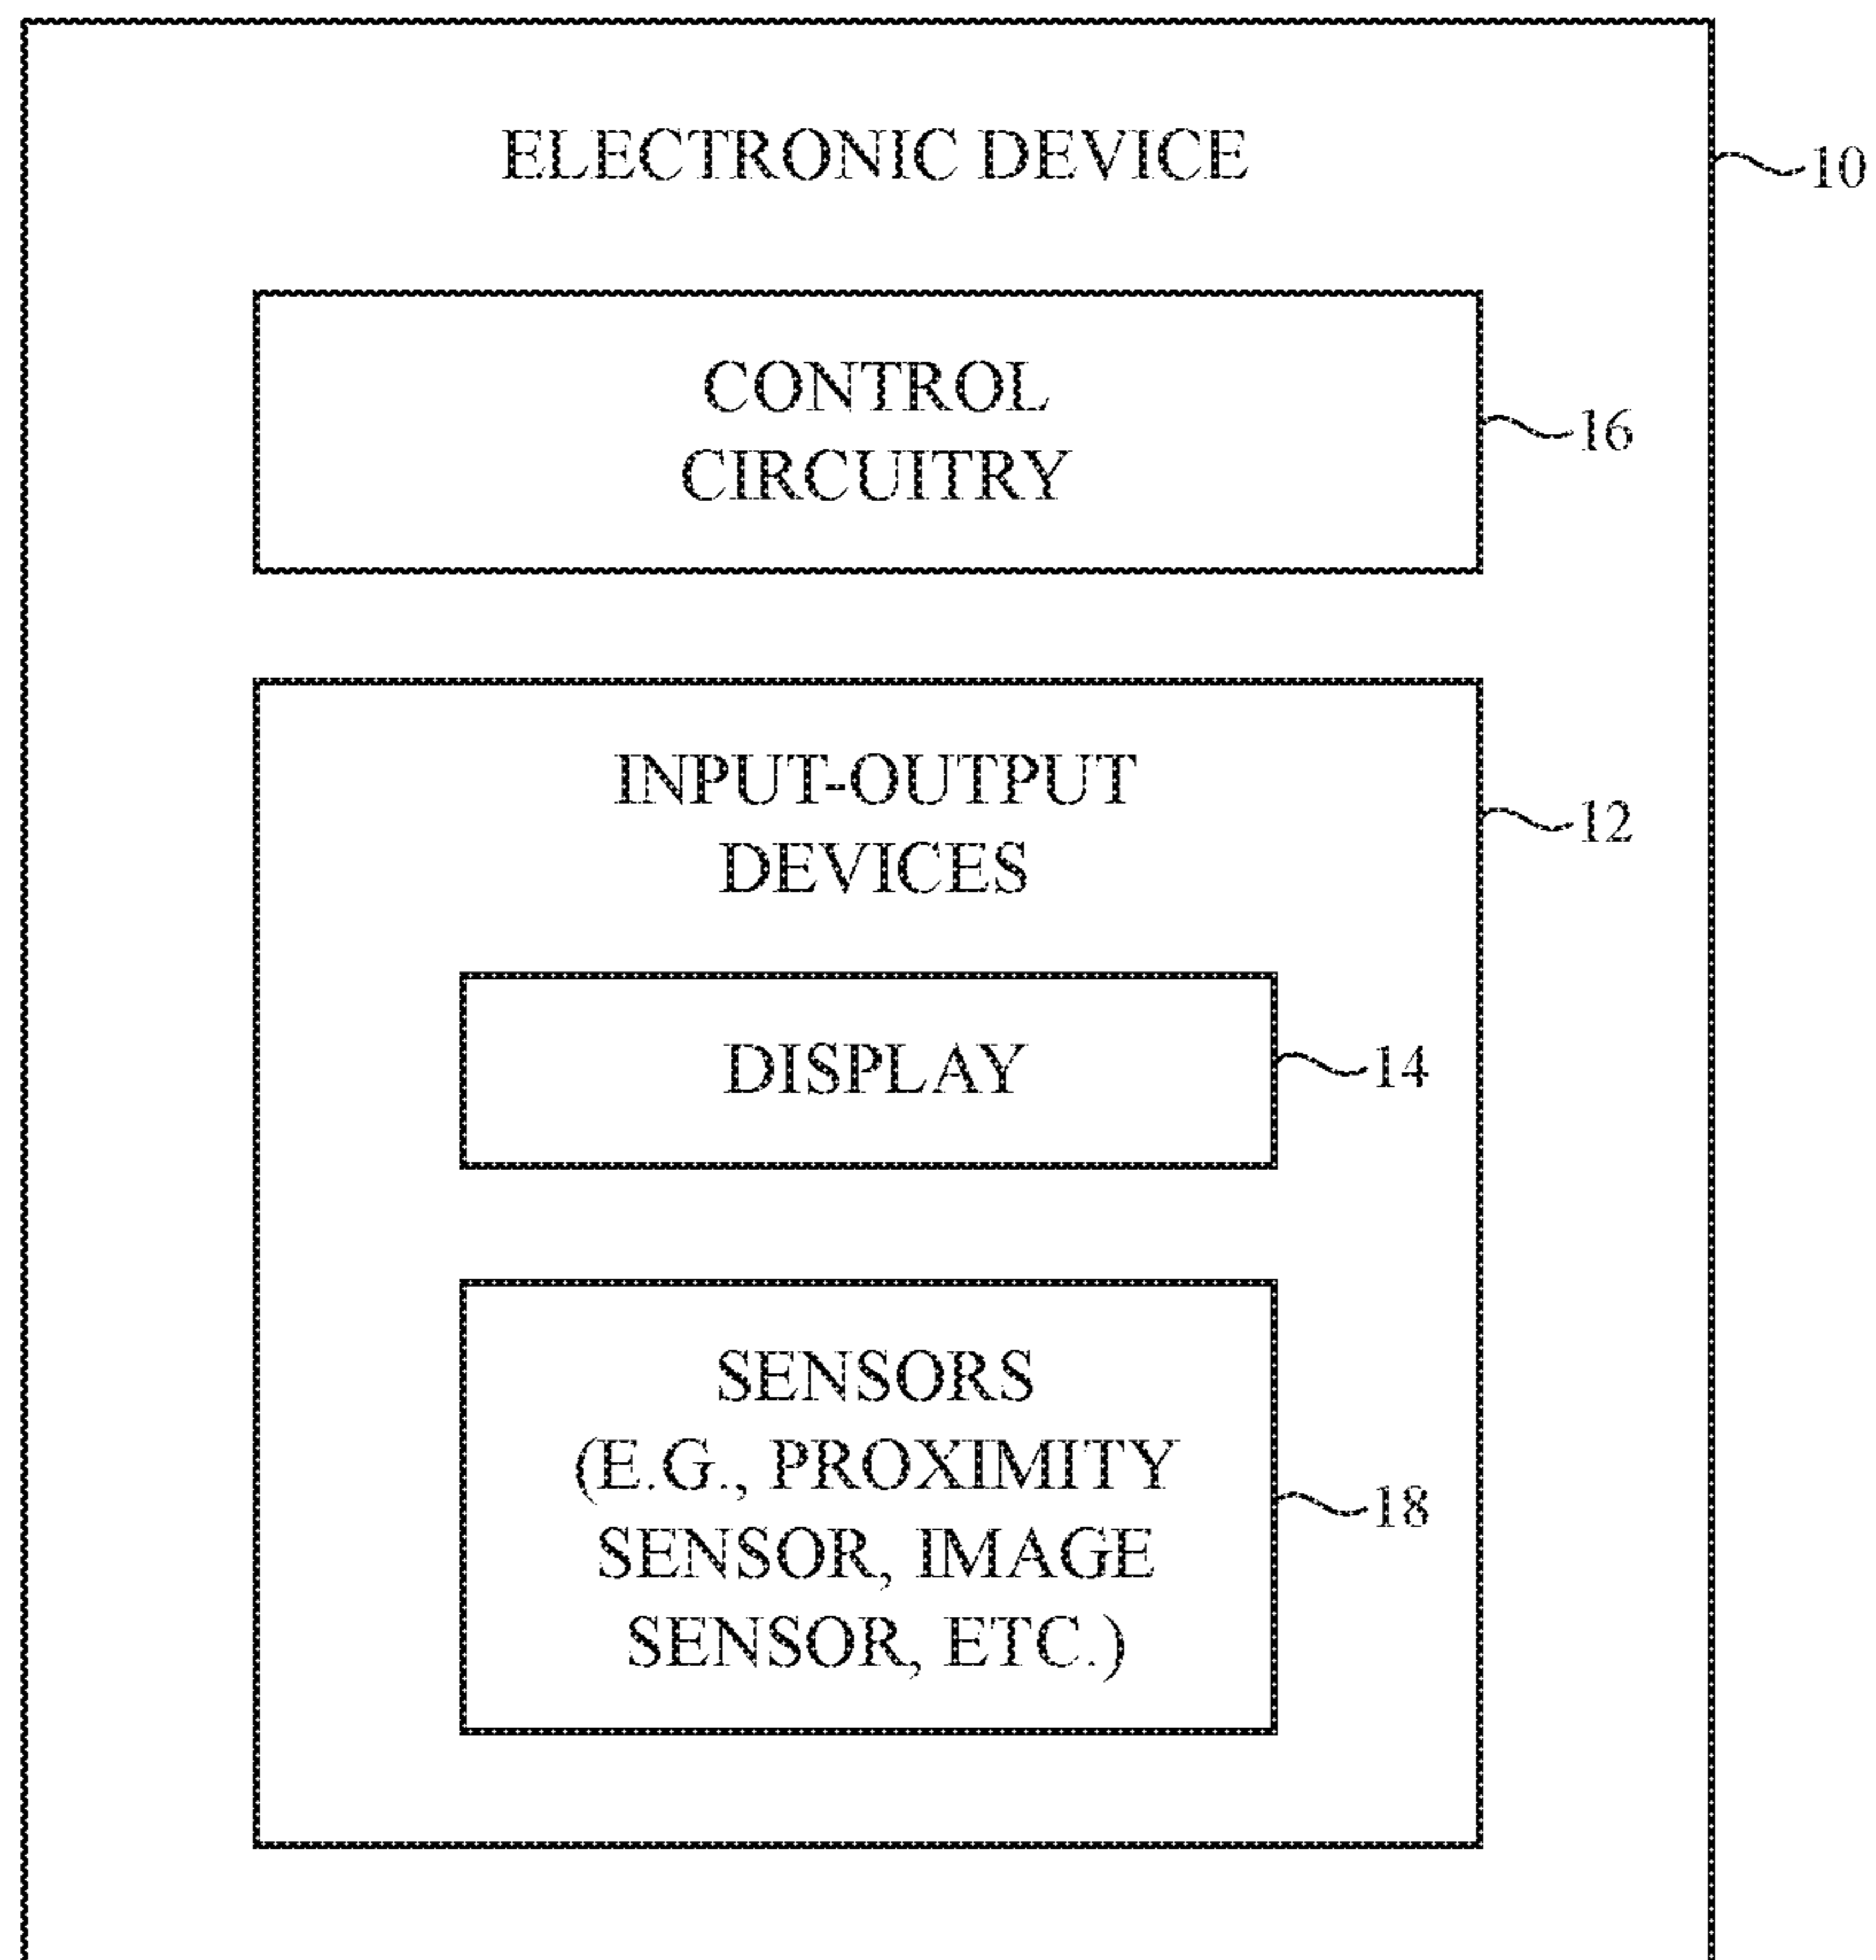 ELECTRONIC DEVICE
10
CONTROL
CIRCUITRY
16
INPUT-OUTPUT
DEVICES
12
DISPLAY
14
SENSORS
(E.G., PROXIMITY
SENSOR, IMAGE
SENSOR, ETC.)
18